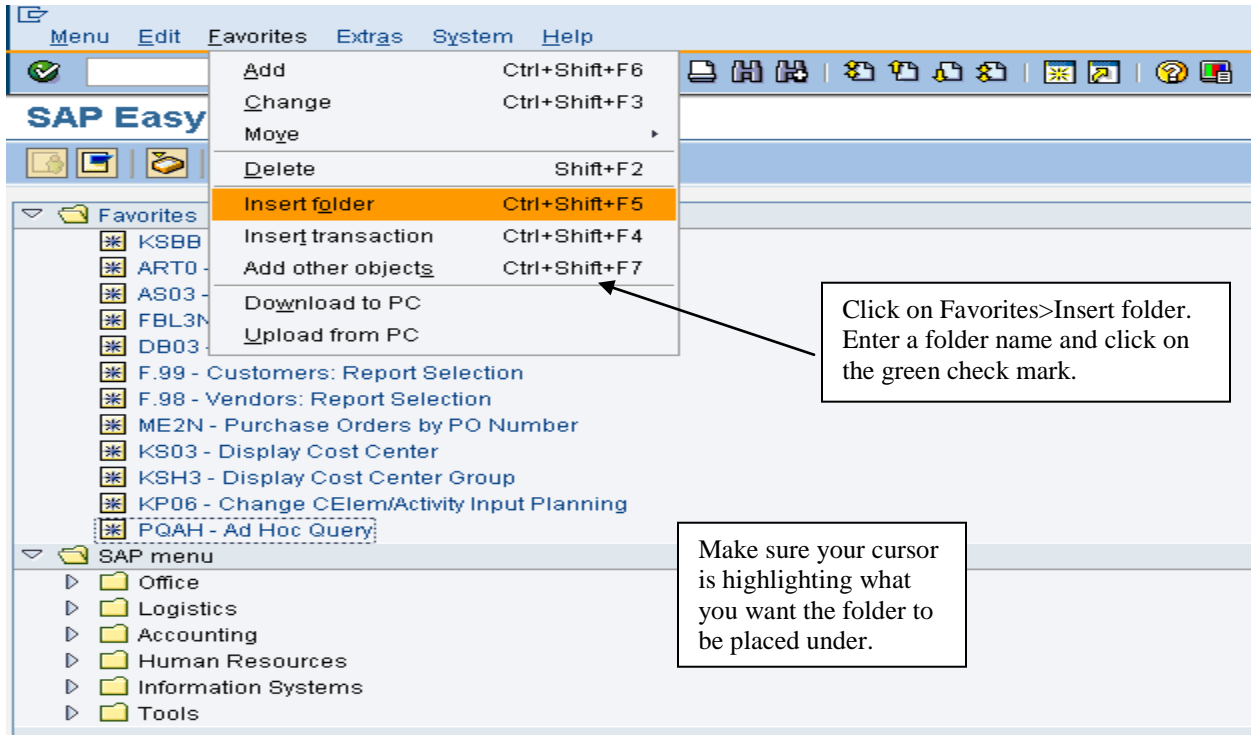 Menu Edit Favorites Extras System Help
Add Ctrl+Shift+F6
Change Ctrl+Shift+F3
SAP Easy
Move
Delete Shift+F2
Insert folder Ctrl+Shift+F5
Favorites
Insert transaction Ctrl+Shift+F4
KSBB
Add other objects Ctrl+Shift+F7
ART0 -
AS03 -
Download to PC
FBL3N
Upload from PC
DB03 -
Click on Favorites>Insert folder.
Enter a folder name and click on
the green check mark.
F.99 - Customers: Report Selection
F.98 - Vendors: Report Selection
ME2N - Purchase Orders by PO Number
KS03 - Display Cost Center
KSH3 - Display Cost Center Group
KP06 - Change CElem/Activity Input Planning
PQAH - Ad Hoc Query
Make sure your cursor
is highlighting what
you want the folder to
be placed under.
SAP menu
Office
Logistics
Accounting
Human Resources
Information Systems
Tools